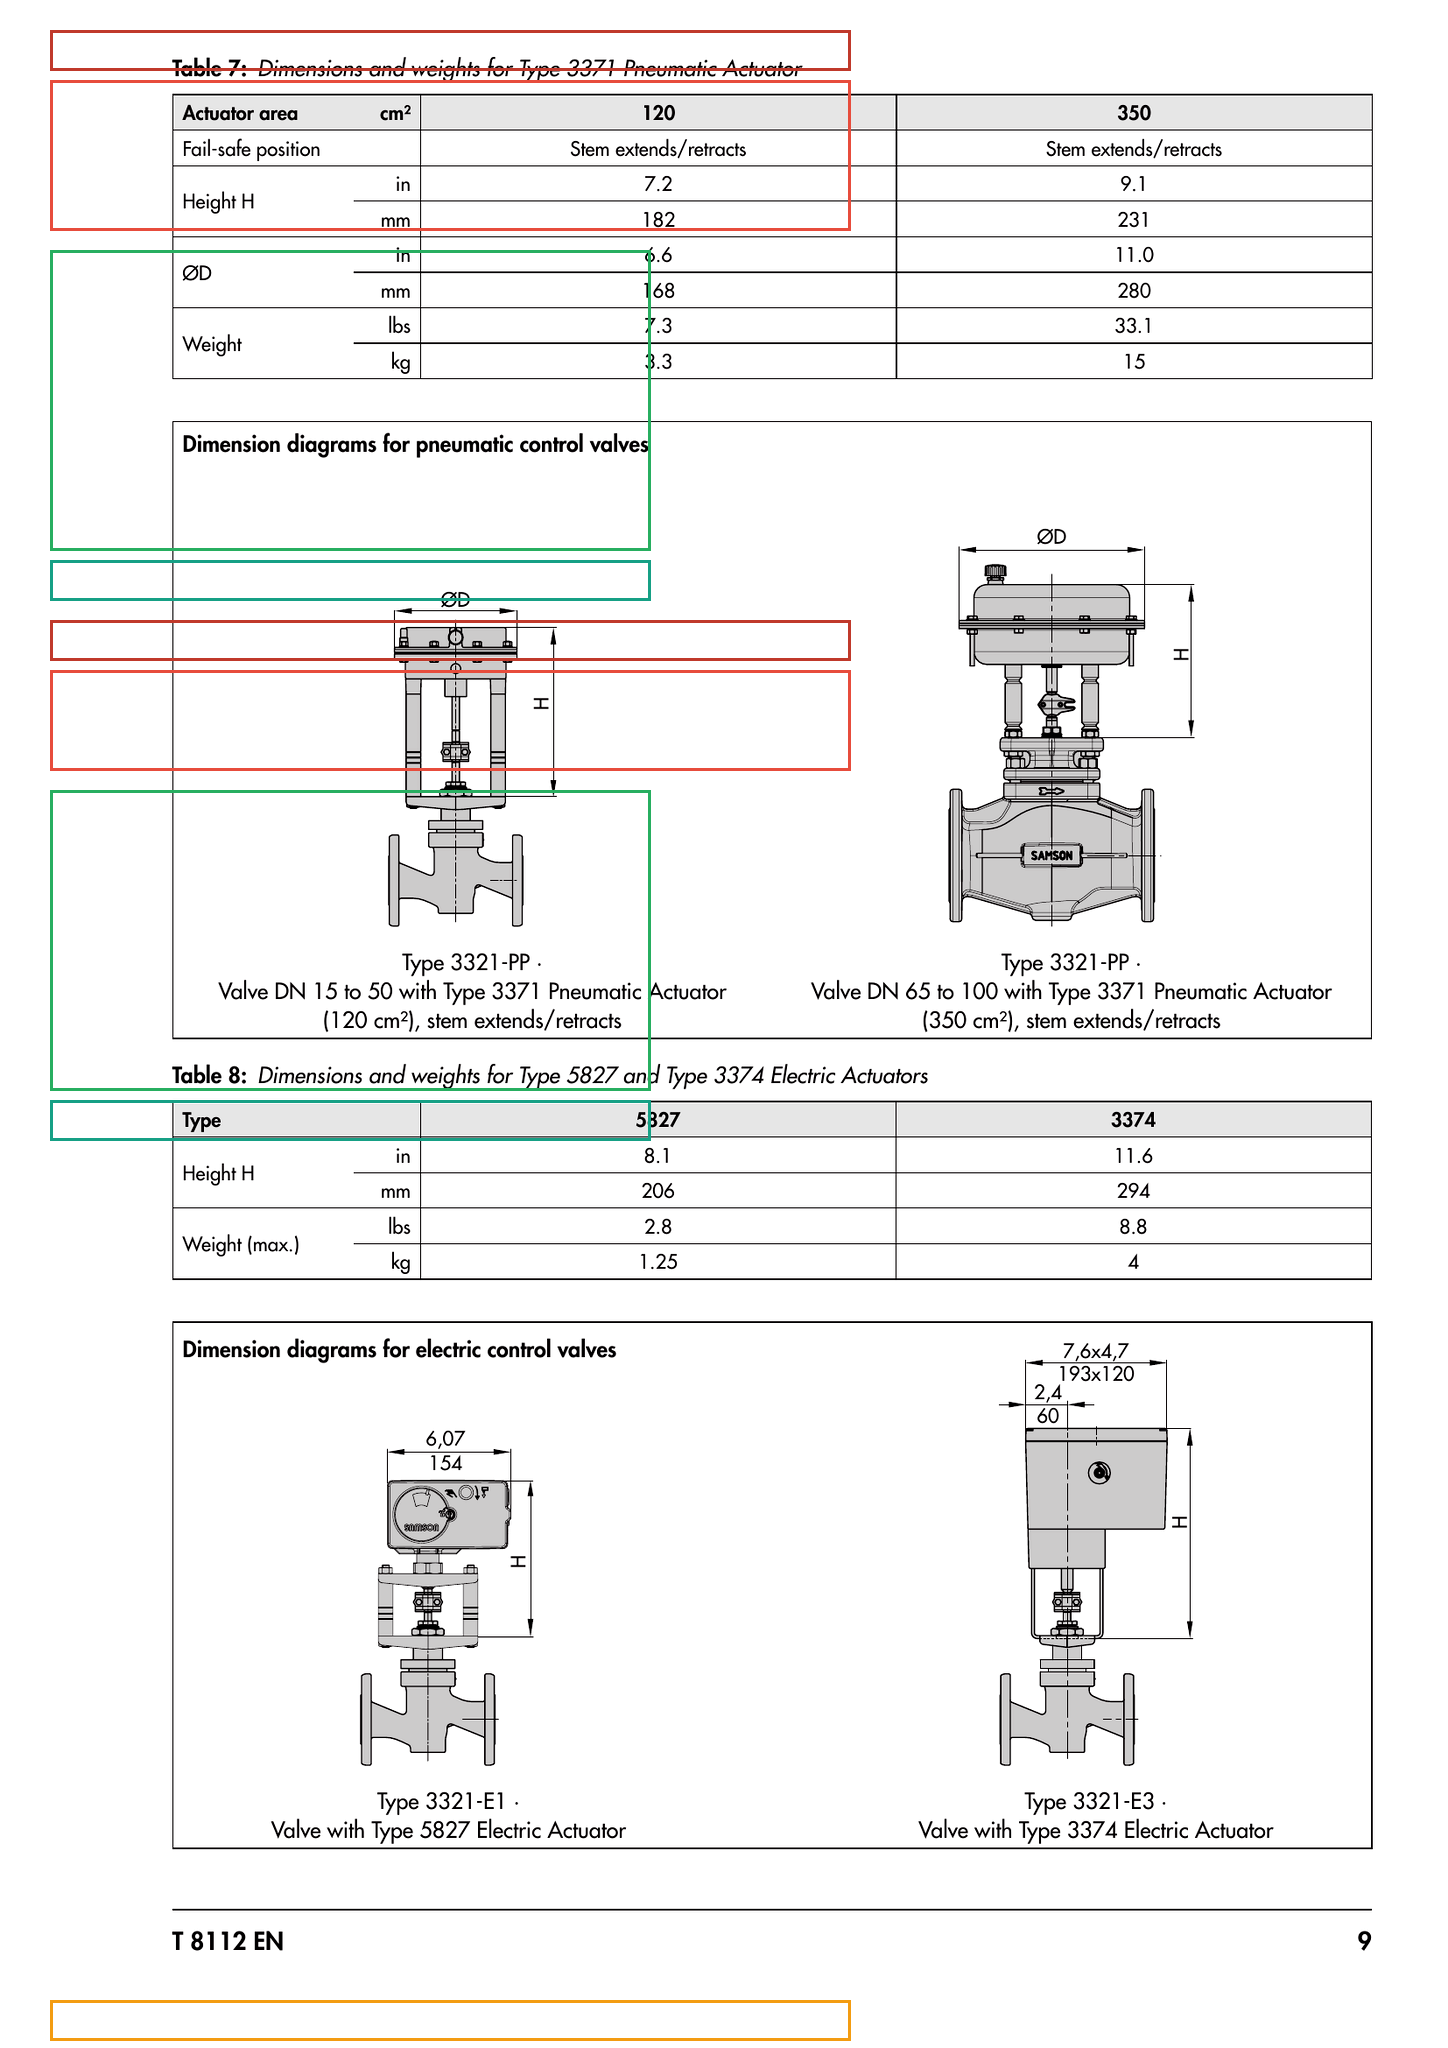 Table 7: Dimensions and weights for Type 3371 Pneumatic Actuator
Actuator area cm² 120 350
Fail-safe position Stem extends/retracts Stem extends/retracts
Height H in 7.2 9.1
mm 182 231
ØD in 6.6 11.0
mm 168 280
Weight lbs 7.3 33.1
kg 3.3 15
Dimension diagrams for pneumatic control valves
ØD
H
Type 3321-PP ·
Valve DN 15 to 50 with Type 3371 Pneumatic Actuator
(120 cm²), stem extends/retracts
ØD
H
SAMSON
Type 3321-PP ·
Valve DN 65 to 100 with Type 3371 Pneumatic Actuator
(350 cm²), stem extends/retracts
Table 8: Dimensions and weights for Type 5827 and Type 3374 Electric Actuators
Type 5827 3374
Height H in 8.1 11.6
mm 206 294
Weight (max.) lbs 2.8 8.8
kg 1.25 4
Dimension diagrams for electric control valves
6,07
154
SAMSON
H
Type 3321-E1 ·
Valve with Type 5827 Electric Actuator
7,6x4,7
193x120
2,4
60
H
Type 3321-E3 ·
Valve with Type 3374 Electric Actuator
T 8112 EN 9